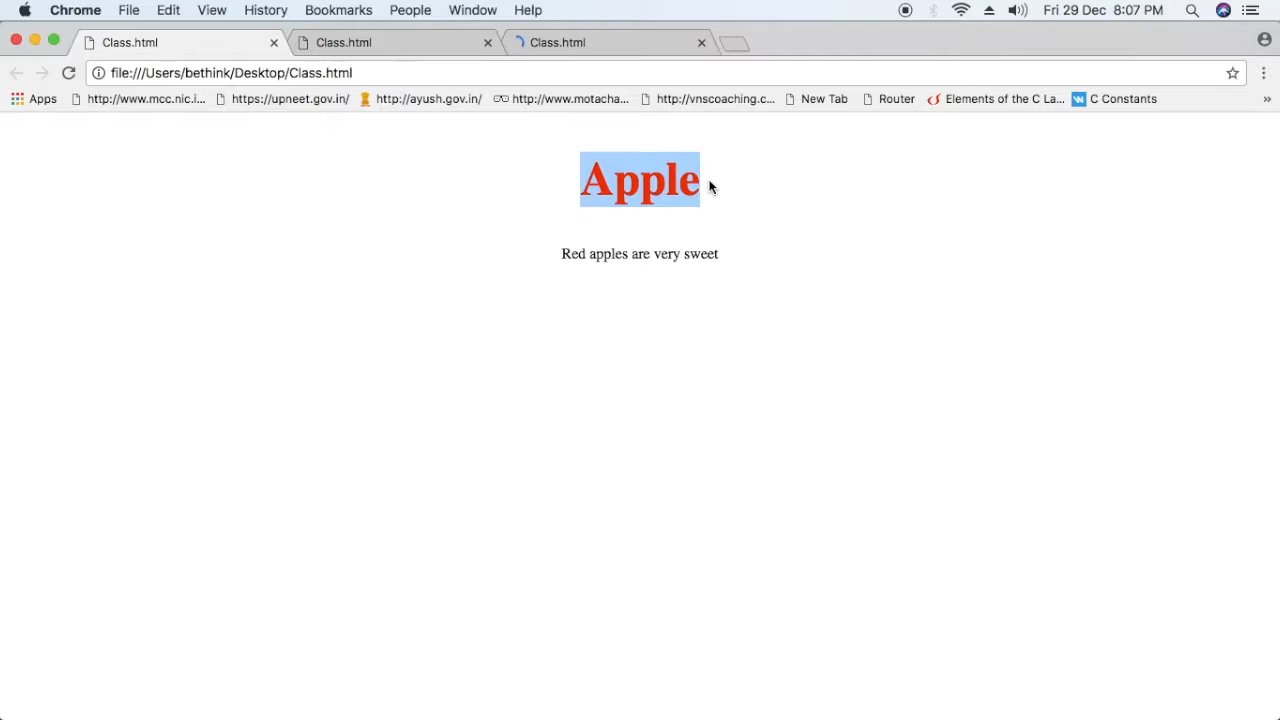 Chrome File Edit View History Bookmarks People Window Help Fri 29 Dec 8:07 PM
Class.html Class.html Class.html
file:///Users/bethink/Desktop/Class.html
Apps http://www.mcc.nic.i... https://upneet.gov.in/ http://ayush.gov.in/ http://www.motacha... http://vnscoaching.c... New Tab Router Elements of the C La... C Constants »
Apple
Red apples are very sweet